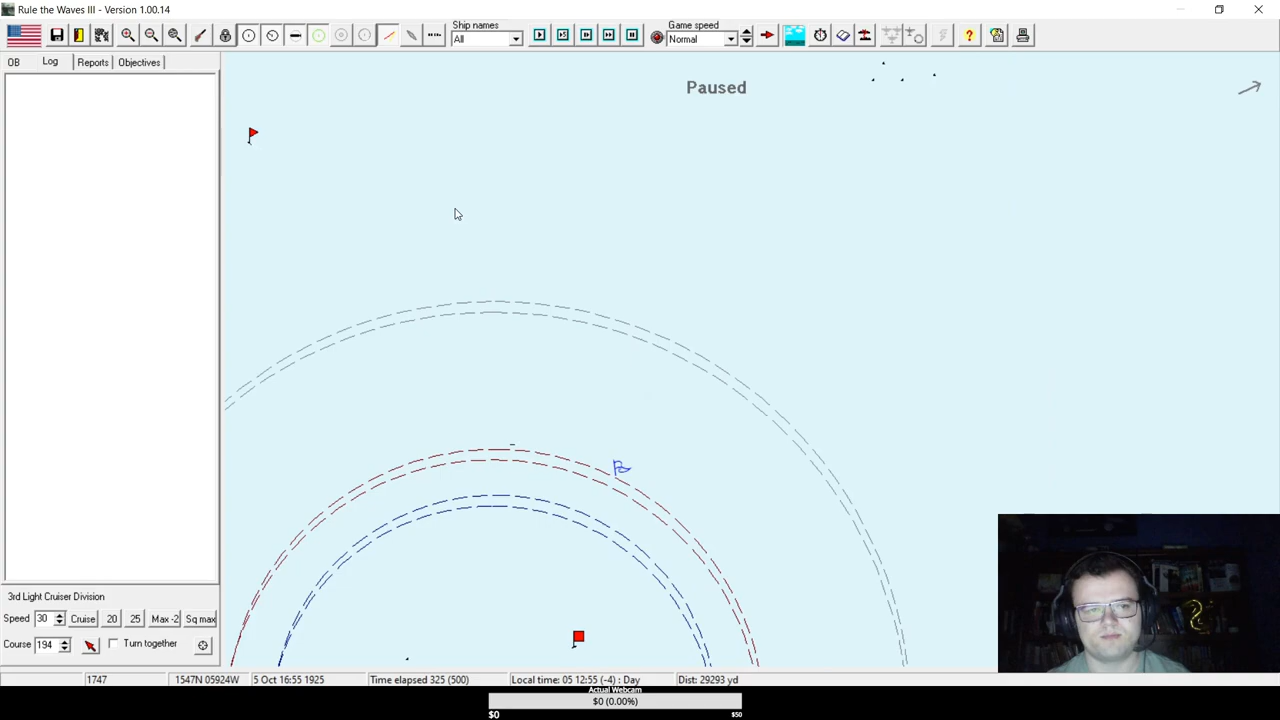 Rule the Waves III - Version 1.00.14
Ship names
All
Game speed
Normal
OB Log Reports Objectives
Paused
3rd Light Cruiser Division
Speed 30 Cruise 20 25 Max -2 Sq max
Course 194 Turn together
1747 1547N 05924W 5 Oct 16:55 1925 Time elapsed 325 (500) Local time: 05 12:55 (-4) : Day Dist: 29293 yd
Actual Webcam
$0 (0.00%)
$0 $50